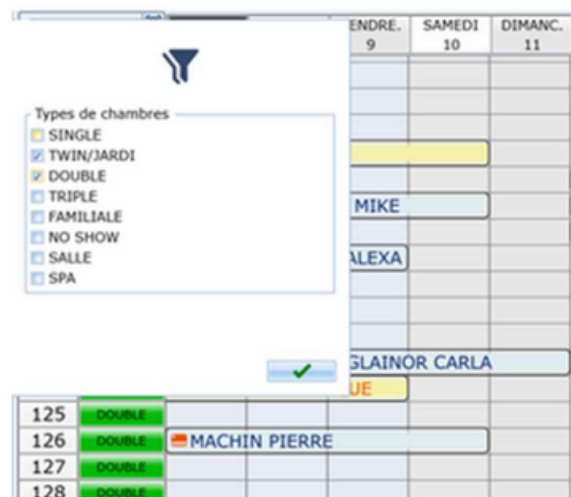 ENDRE. SAMEDI DIMANC.
9 10 11
Types de chambres
SINGLE
TWIN/JARDI
DOUBLE
TRIPLE
FAMILIALE
NO SHOW
SALLE
SPA
MIKE
ALEXA
GLAINOR CARLA
UE
125 DOUBLE
126 DOUBLE MACHIN PIERRE
127 DOUBLE
128 DOUBLE